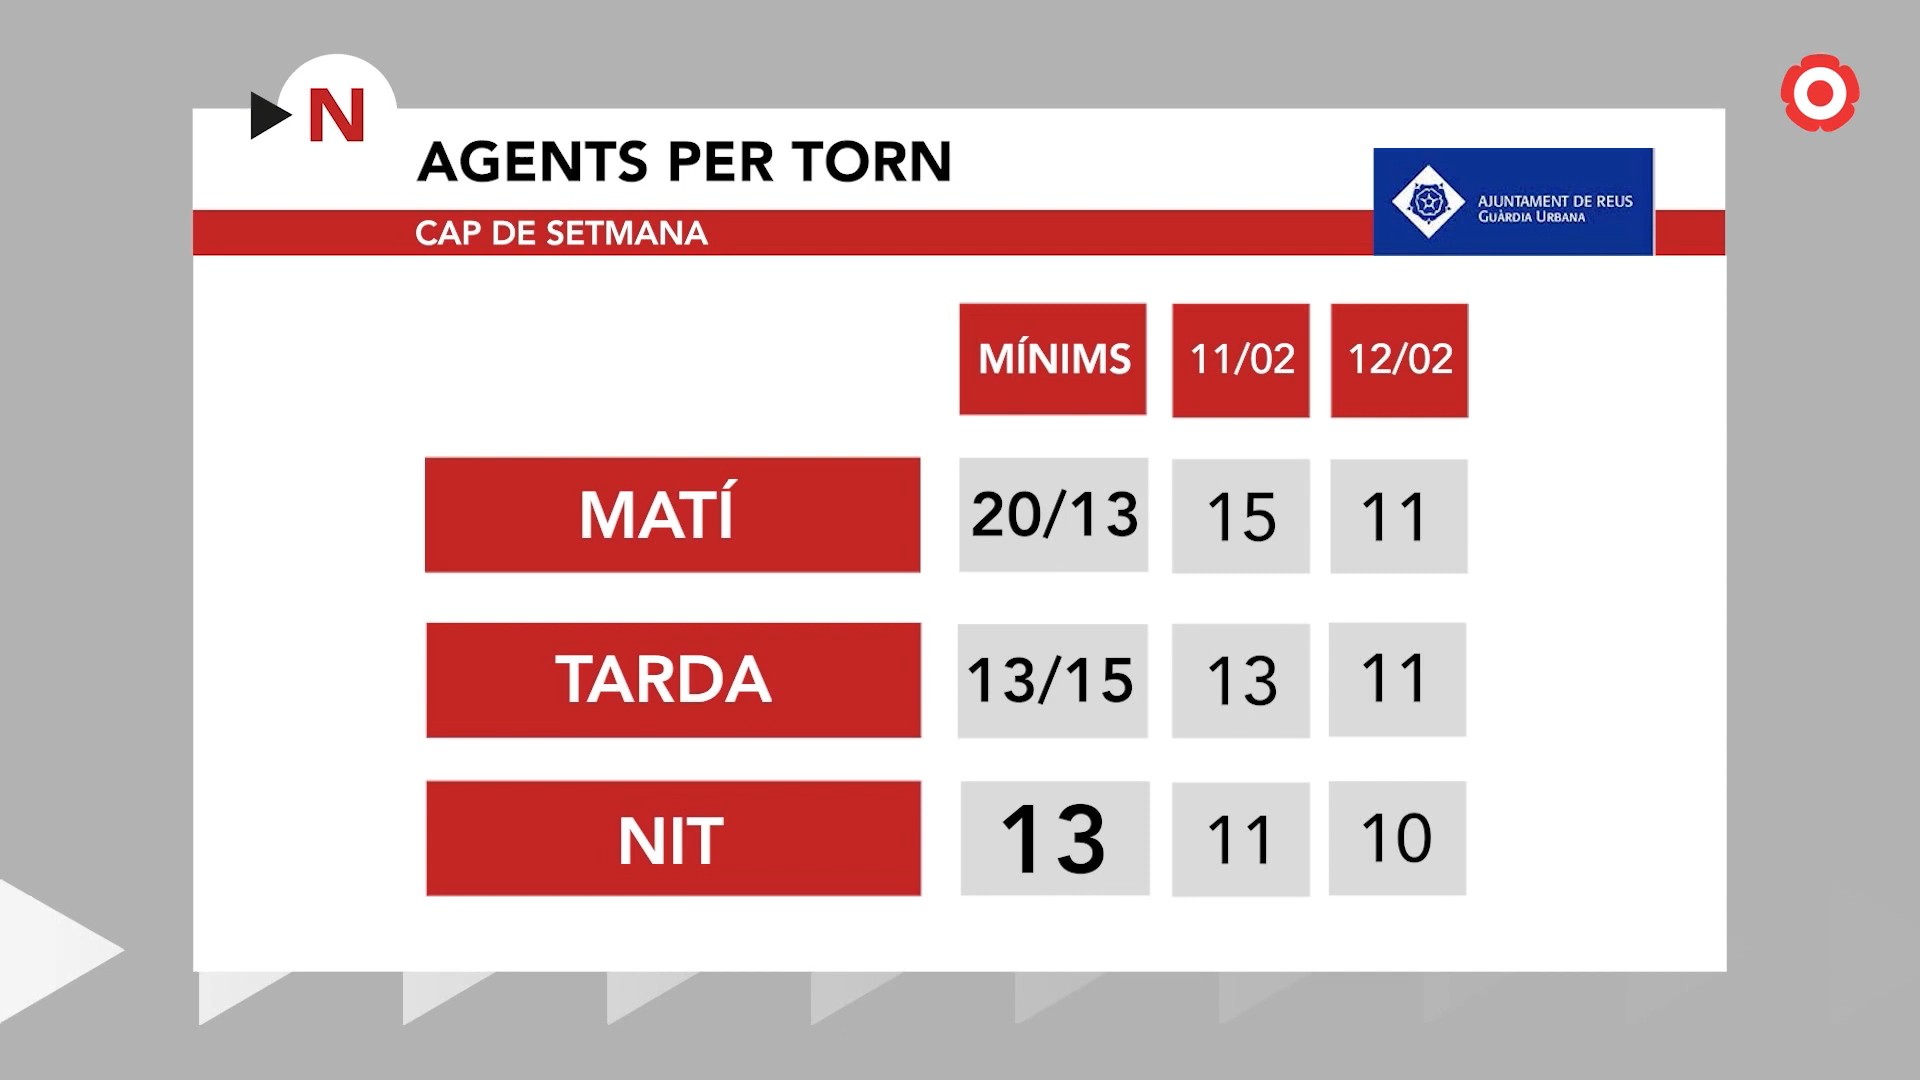 N
AGENTS PER TORN
CAP DE SETMANA
AJUNTAMENT DE REUS
GUÀRDIA URBANA
MÍNIMS 11/02 12/02
MATÍ 20/13 15 11
TARDA 13/15 13 11
NIT 13 11 10